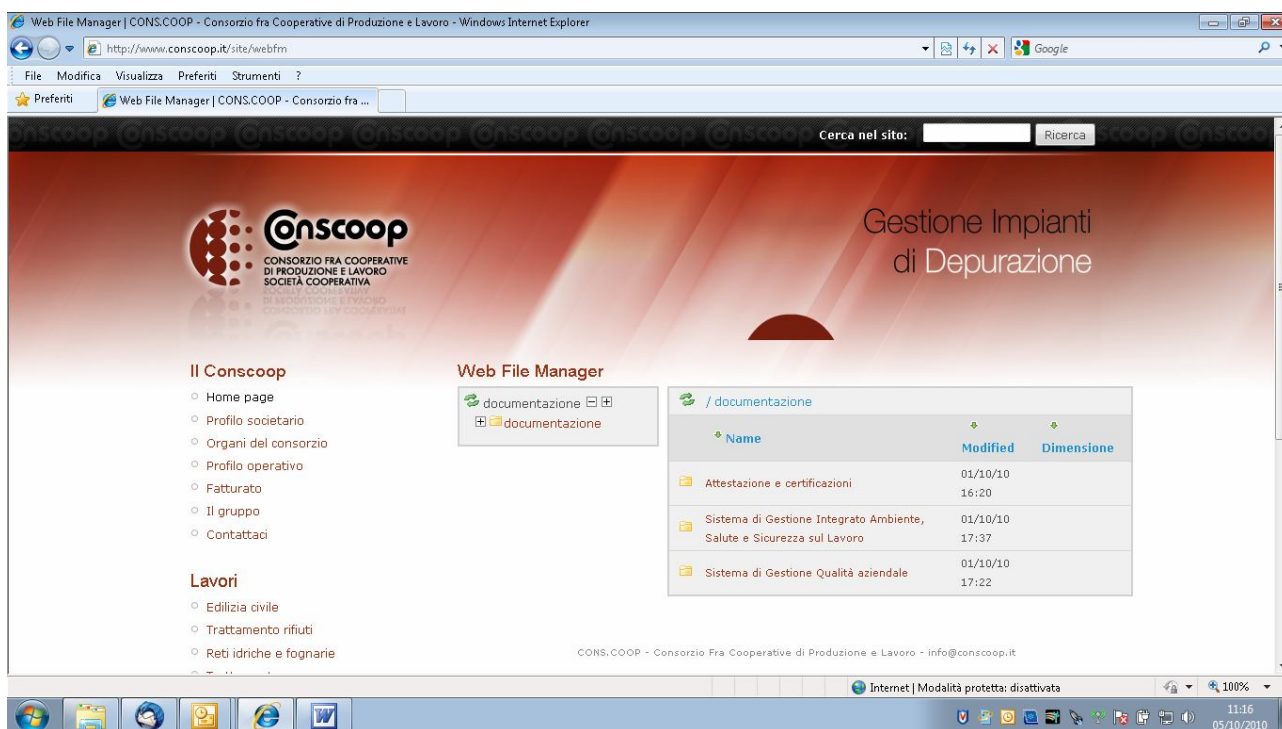 Web File Manager | CONS.COOP - Consorzio fra Cooperative di Produzione e Lavoro - Windows Internet Explorer
http://www.conscoop.it/site/webfm
Google
File Modifica Visualizza Preferiti Strumenti ?
Preferiti
Web File Manager | CONS.COOP - Consorzio fra ...
Cerca nel sito:
Ricerca
Conscoop
CONSORZIO FRA COOPERATIVE
DI PRODUZIONE E LAVORO
SOCIETÀ COOPERATIVA
Gestione Impianti
di Depurazione
Il Conscoop
Home page
Profilo societario
Organi del consorzio
Profilo operativo
Fatturato
Il gruppo
Contattaci
Lavori
Edilizia civile
Trattamento rifiuti
Reti idriche e fognarie
Web File Manager
documentazione
documentazione
/ documentazione
Name Modified Dimensione
Attestazione e certificazioni 01/10/10 16:20
Sistema di Gestione Integrato Ambiente, 01/10/10
Salute e Sicurezza sul Lavoro 17:37
Sistema di Gestione Qualità aziendale 01/10/10 17:22
CONS.COOP - Consorzio Fra Cooperative di Produzione e Lavoro - info@conscoop.it
Internet | Modalità protetta: disattivata
100%
11:16
05/10/2010